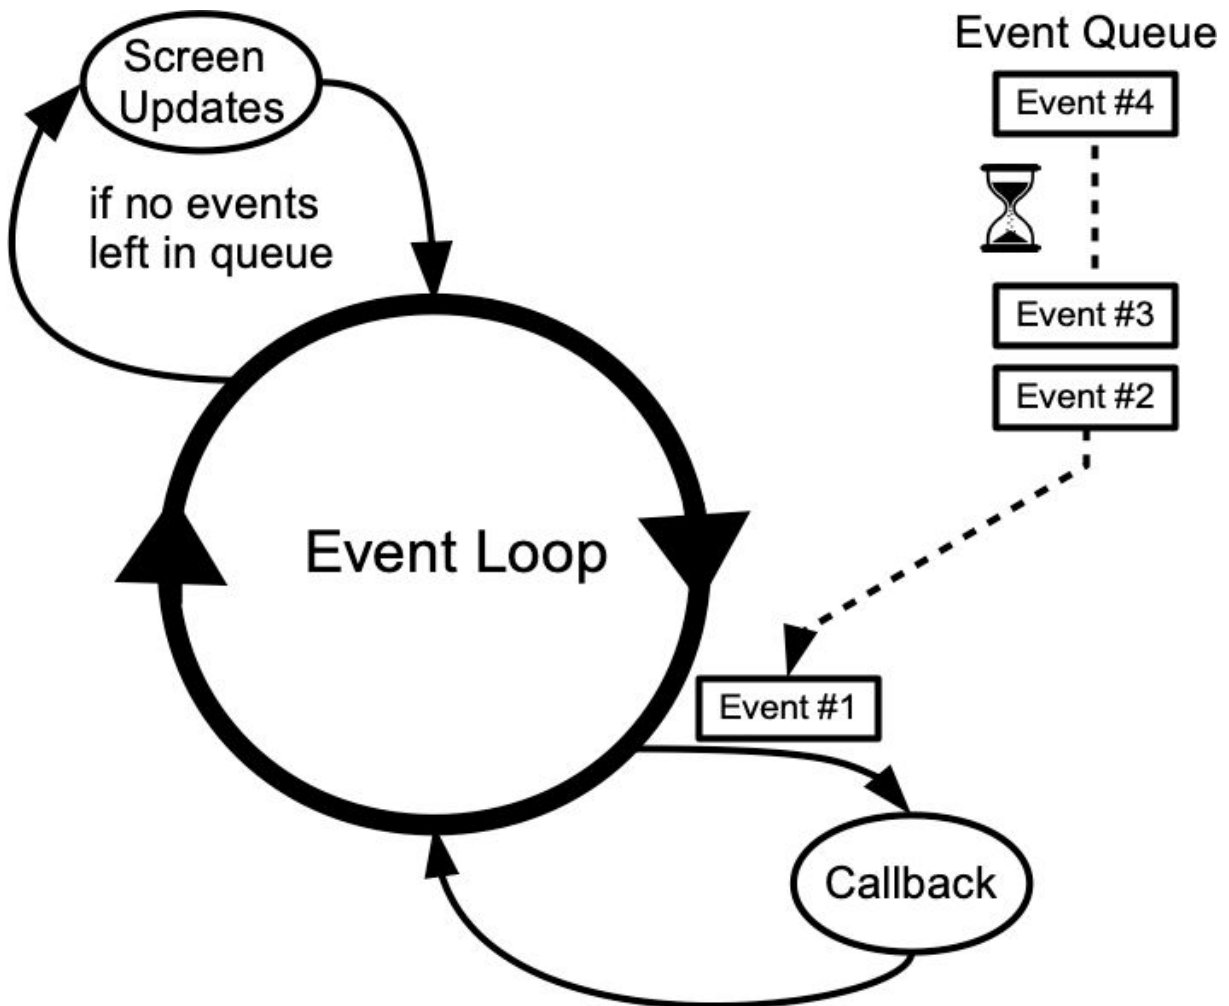 Screen
Updates
if no events
left in queue
Event Queue
Event #4
Event #3
Event #2
Event Loop
Event #1
Callback